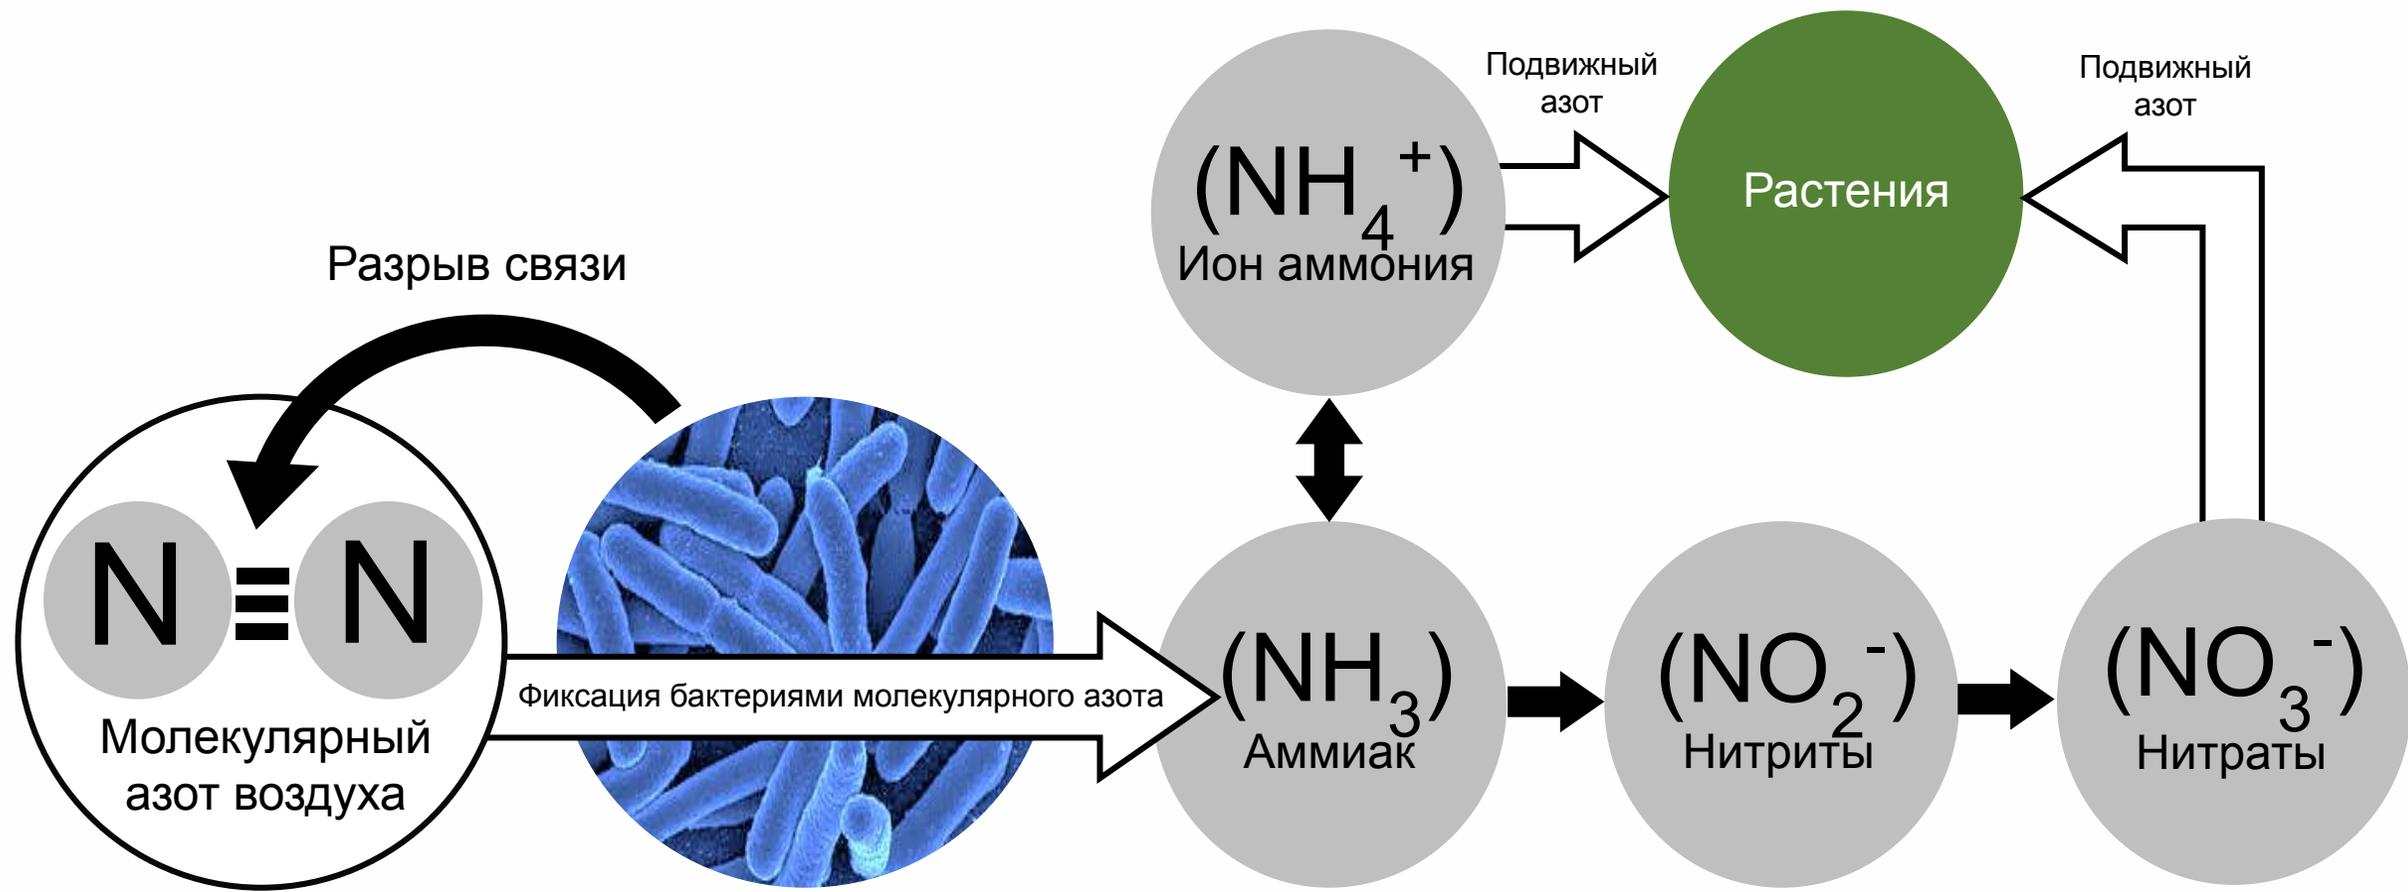 Разрыв связи
N ≡ N
Молекулярный
азот воздуха
Фиксация бактериями молекулярного азота
(NH₄⁺)
Ион аммония
Подвижный
азот
Растения
Подвижный
азот
(NH₃)
Аммиак
(NO₂⁻)
Нитриты
(NO₃⁻)
Нитраты